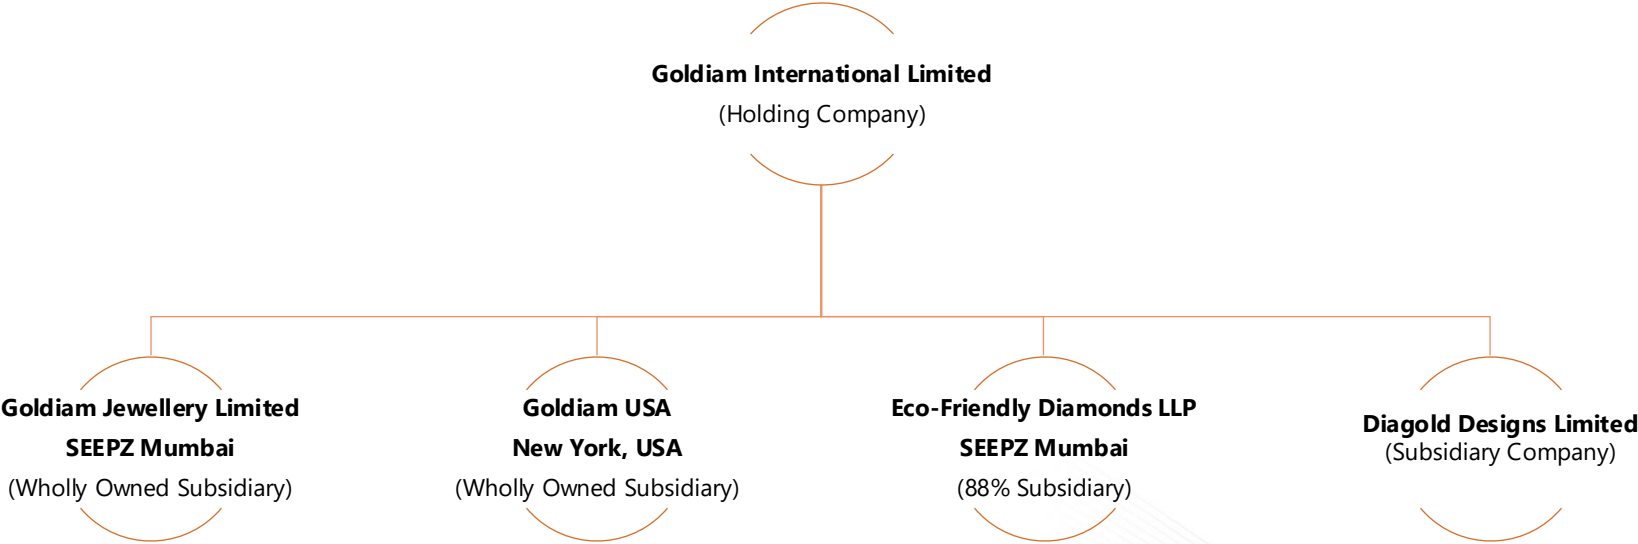 Goldiam International Limited
(Holding Company)
Goldiam Jewellery Limited
SEEPZ Mumbai
(Wholly Owned Subsidiary)
Goldiam USA
New York, USA
(Wholly Owned Subsidiary)
Eco-Friendly Diamonds LLP
SEEPZ Mumbai
(88% Subsidiary)
Diagold Designs Limited
(Subsidiary Company)